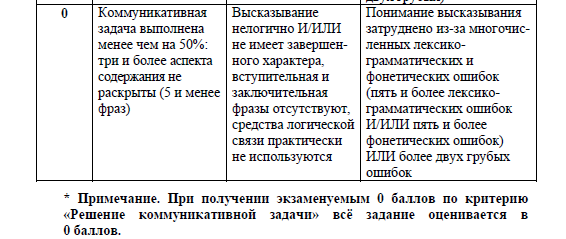 0
Коммуникативная
задача выполнена
менее чем на 50%:
три и более аспекта
содержания не
раскрыты (5 и менее
фраз)
Высказывание
нелогично И/ИЛИ
не имеет завершен-
ного характера,
вступительная и
заключительная
фразы отсутствуют,
средства логической
связи практически
не используются
Понимание высказывания
затруднено из-за многочис-
ленных лексико-
грамматических и
фонетических ошибок
(пять и более лексико-
грамматических ошибок
И/ИЛИ пять и более
фонетических ошибок)
ИЛИ более двух грубых
ошибок
* Примечание. При получении экзаменуемым 0 баллов по критерию
«Решение коммуникативной задачи» всё задание оценивается в
0 баллов.